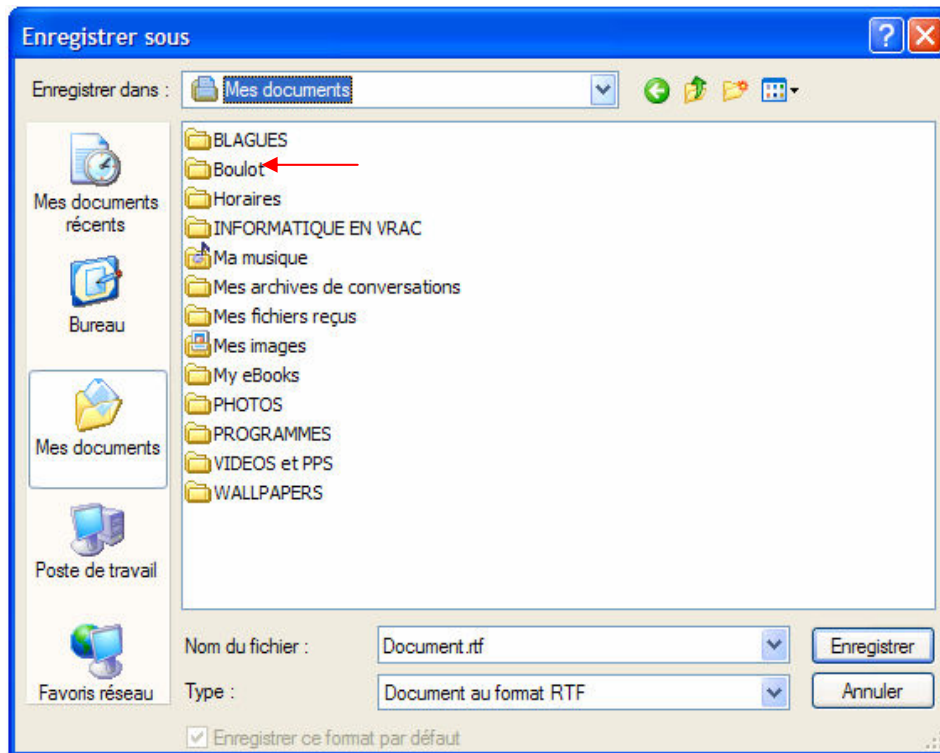 Enregistrer sous
Enregistrer dans :
Mes documents
Mes documents
récents
Bureau
Mes documents
Poste de travail
Favoris réseau
BLAGUES
Boulot
Horaires
INFORMATIQUE EN VRAC
Ma musique
Mes archives de conversations
Mes fichiers reçus
Mes images
My eBooks
PHOTOS
PROGRAMMES
VIDEOS et PPS
WALLPAPERS
Nom du fichier :
Document.rtf
Enregistrer
Type :
Document au format RTF
Annuler
Enregistrer ce format par défaut